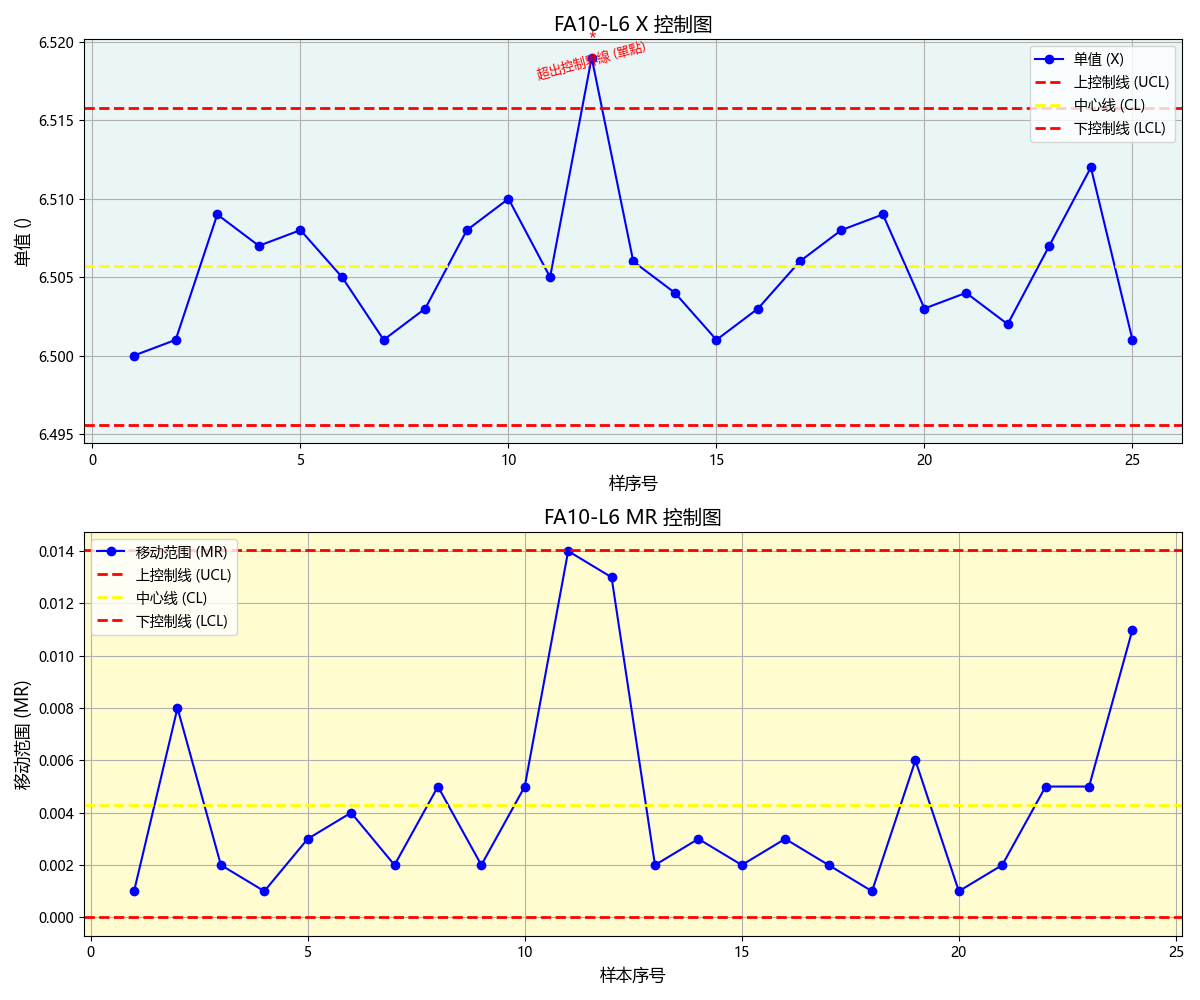 FA10-L6 X 控制图
*
超出控制界線 (單點)
单值 (X)
上控制线 (UCL)
中心线 (CL)
下控制线 (LCL)
单值 ()
6.520
6.515
6.510
6.505
6.500
6.495
0 5 10 15 20 25
样序号
FA10-L6 MR 控制图
移动范围 (MR)
上控制线 (UCL)
中心线 (CL)
下控制线 (LCL)
移动范围 (MR)
0.014
0.012
0.010
0.008
0.006
0.004
0.002
0.000
0 5 10 15 20 25
样本序号